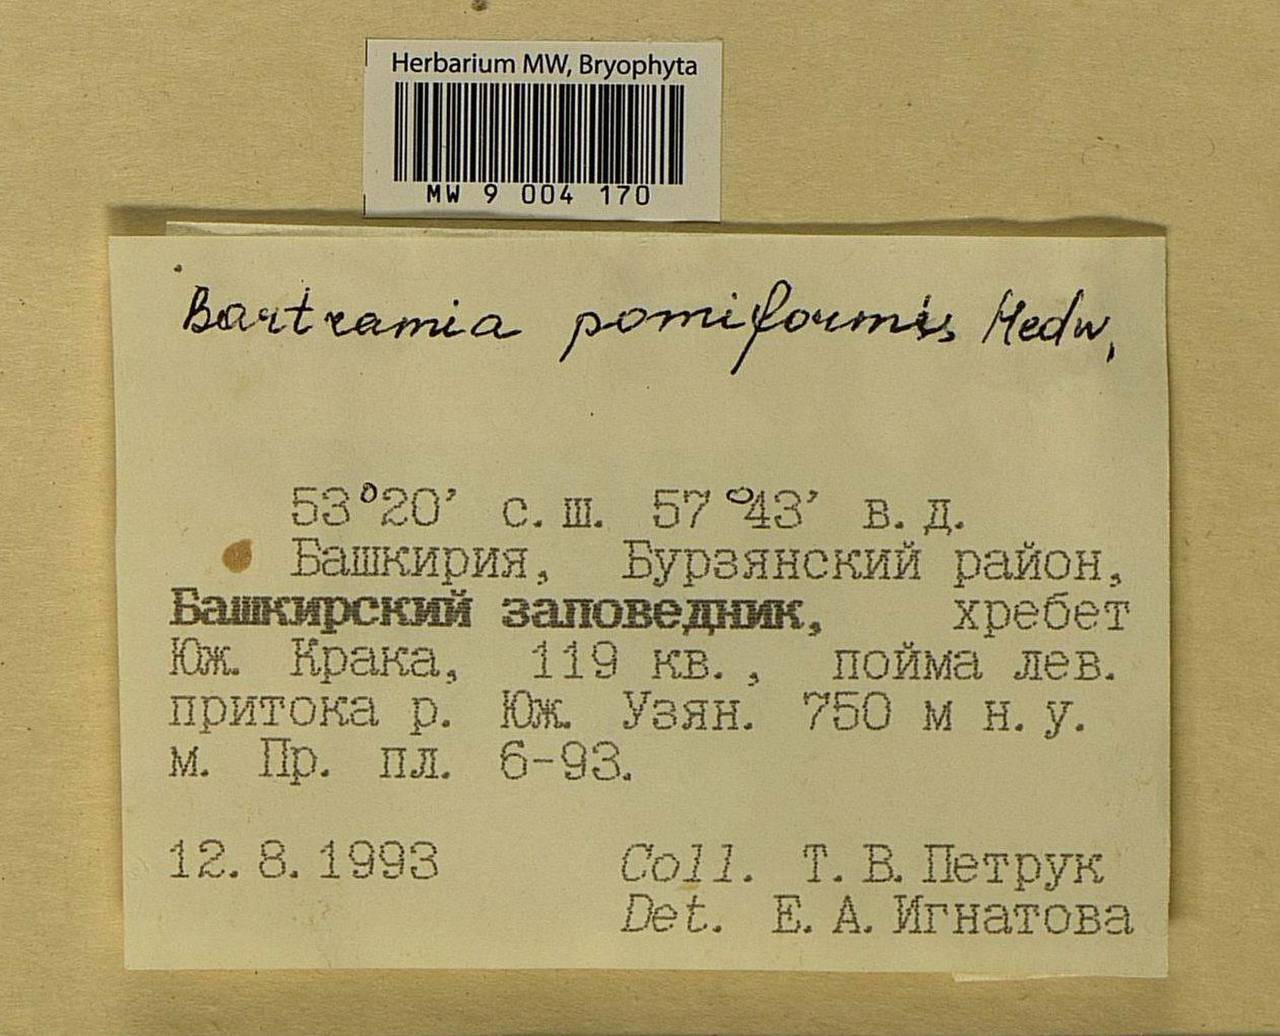 Herbarium MW, Bryophyta
MW 9 004 170
Bartramia pomiformis Hedw.
53°20’ с.ш. 57°43’ в.д.
Башкирия, Бурзянский район,
Башкирский заповедник, хребет
Юж. Крака, 119 кв., пойма лев.
притока р. Юж. Узян. 750 м н.у.
м. Пр. пл. 6-93.
12.8.1993 Coll. Т.В.Петрук
Det. Е.А.Игнатова